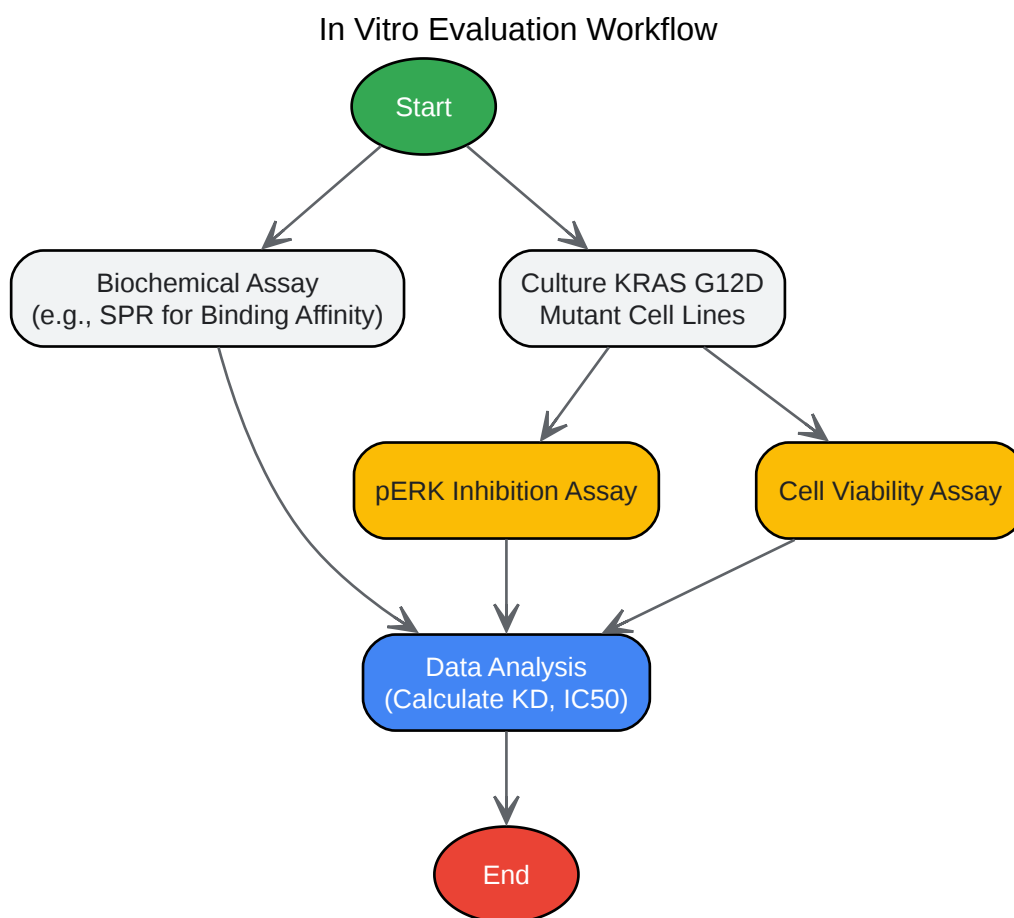 In Vitro Evaluation Workflow
Start
Biochemical Assay
(e.g., SPR for Binding Affinity)
Culture KRAS G12D
Mutant Cell Lines
pERK Inhibition Assay
Cell Viability Assay
Data Analysis
(Calculate KD, IC50)
End